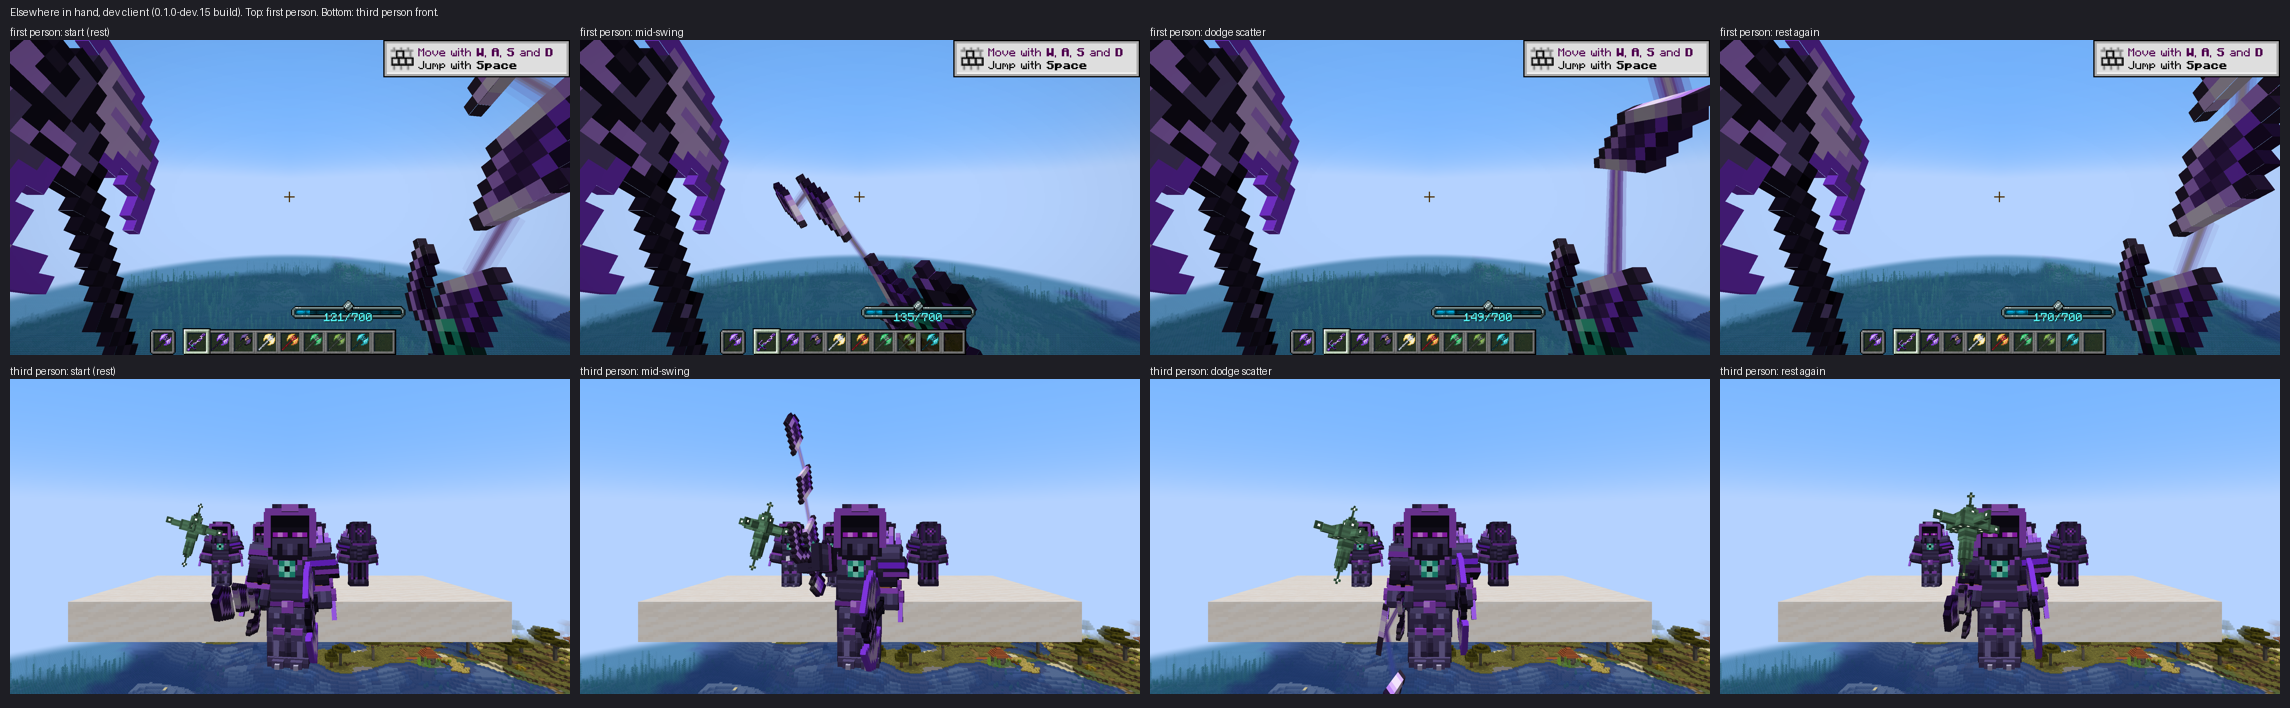 Elsewhere in hand, dev client (0.1.0-dev.15 build). Top: first person. Bottom: third person front.
first person: start (rest)
first person: mid-swing
first person: dodge scatter
first person: rest again
Move with W, A, S and D
Jump with Space
Move with W, A, S and D
Jump with Space
Move with W, A, S and D
Jump with Space
Move with W, A, S and D
Jump with Space
121/700
135/700
149/700
170/700
third person: start (rest)
third person: mid-swing
third person: dodge scatter
third person: rest again